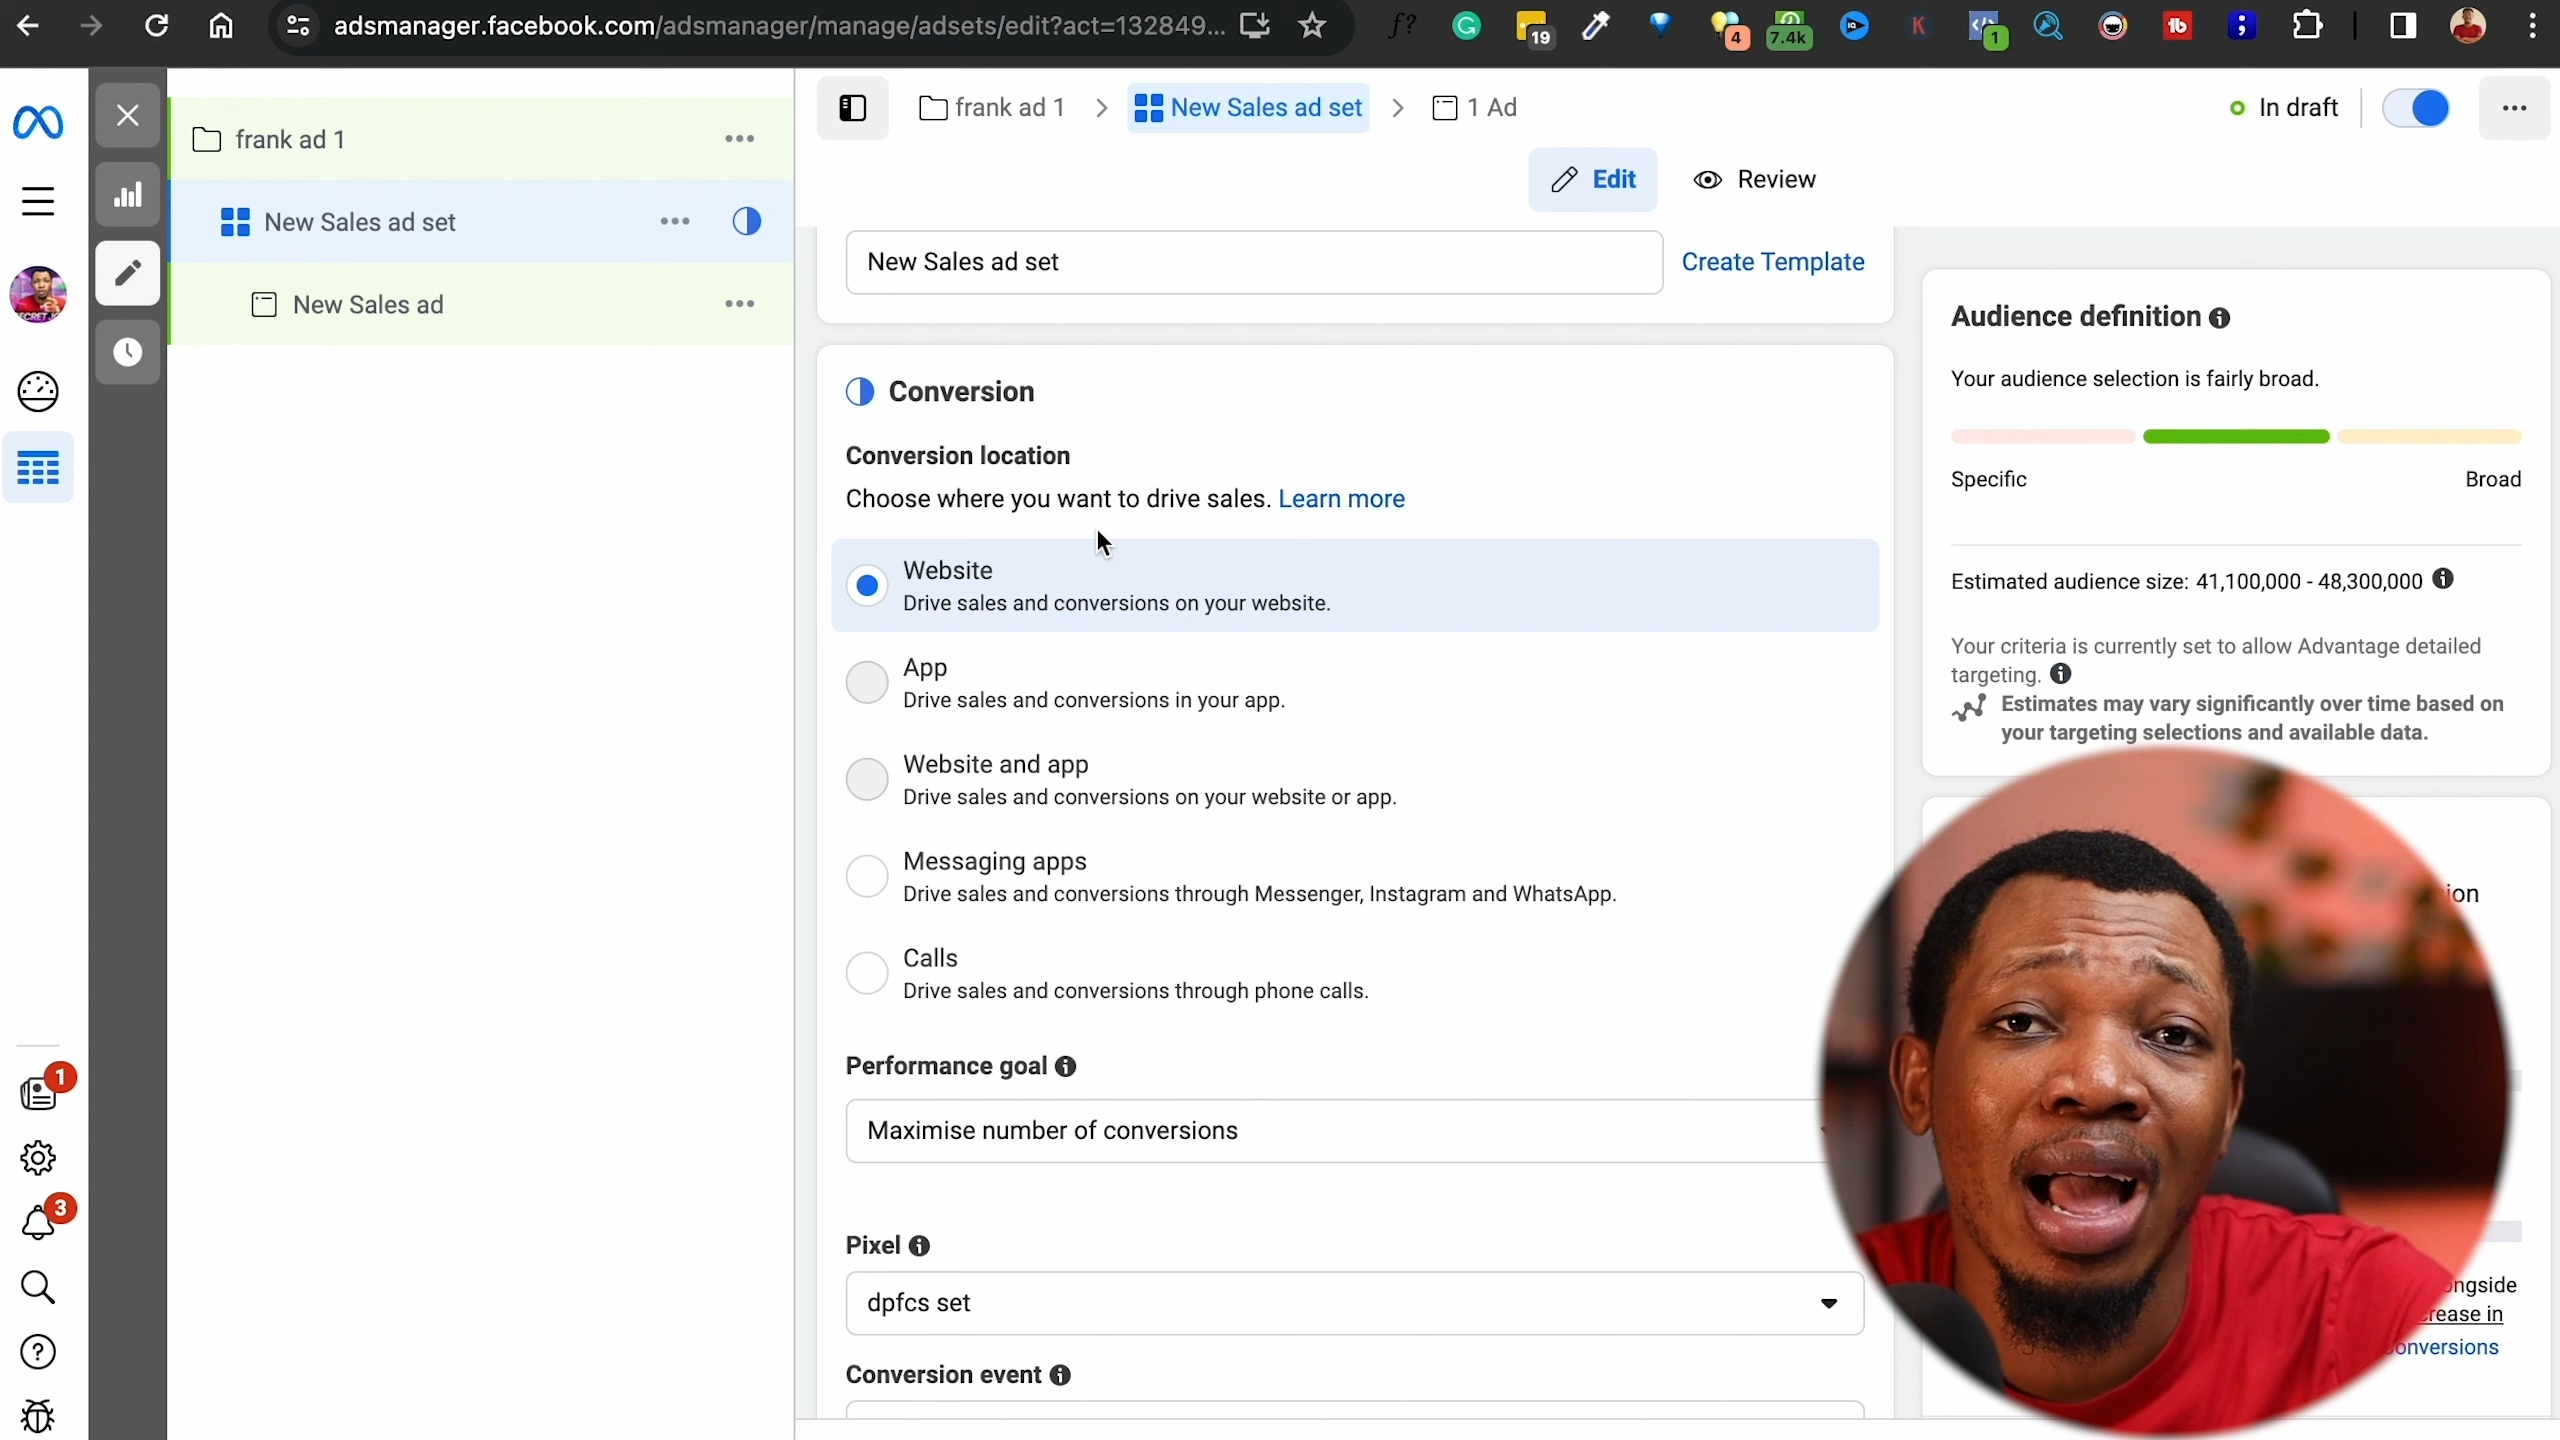 adsmanager.facebook.com/adsmanager/manage/adsets/edit?act=132849...
f?
19
4
7.4k
K
1
tb
;
frank ad 1
New Sales ad set
New Sales ad
frank ad 1
New Sales ad set
1 Ad
In draft
Edit
Review
New Sales ad set
Create Template
Conversion
Conversion location
Choose where you want to drive sales. Learn more
Website
Drive sales and conversions on your website.
App
Drive sales and conversions in your app.
Website and app
Drive sales and conversions on your website or app.
Messaging apps
Drive sales and conversions through Messenger, Instagram and WhatsApp.
Calls
Drive sales and conversions through phone calls.
Performance goal
Maximise number of conversions
Pixel
dpfcs set
Conversion event
Audience definition
Your audience selection is fairly broad.
Specific
Broad
Estimated audience size: 41,100,000 - 48,300,000
Your criteria is currently set to allow Advantage detailed
targeting.
Estimates may vary significantly over time based on
your targeting selections and available data.
in
1
3